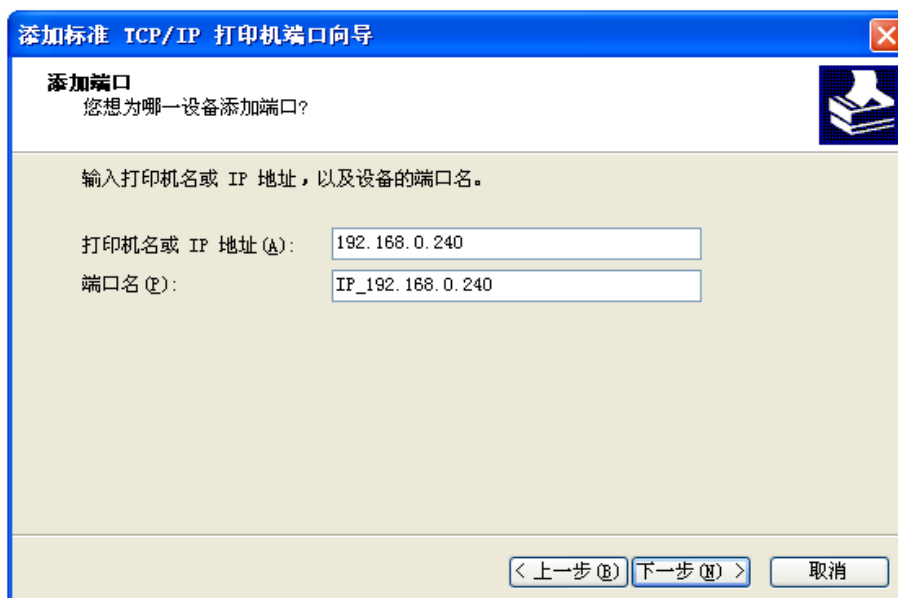 添加标准 TCP/IP 打印机端口向导
添加端口
您想为哪一设备添加端口?
输入打印机名或 IP 地址，以及设备的端口名。
打印机名或 IP 地址(A): 192.168.0.240
端口名(P): IP_192.168.0.240
< 上一步(B) 下一步(N) > 取消